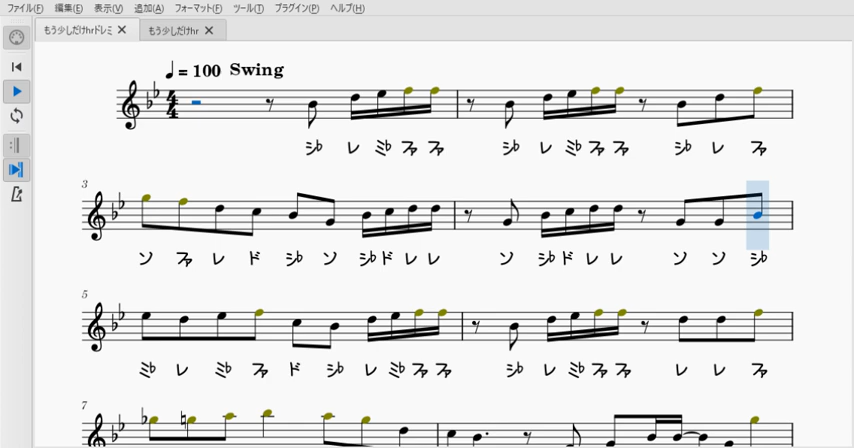 ファイル(F) 編集(E) 表示(V) 追加(A) フォーマット(F) ツール(T) プラグイン(P) ヘルプ(H)
もう少しだけhrドレミ ✕ もう少しだけhr ✕
♩ = 100 Swing
4
4
シ♭ レ ミ♭ ファ ファ シ♭ レ ミ♭ ファ ファ シ♭ レ ファ
3
ソ ファ レ ド シ♭ ソ シ♭ ド レ レ ソ シ♭ ド レ レ ソ ソ シ♭
5
ミ♭ レ ミ♭ ファ ド シ♭ レ ミ♭ ファ ファ シ♭ レ ミ♭ ファ ファ レ レ ファ
7